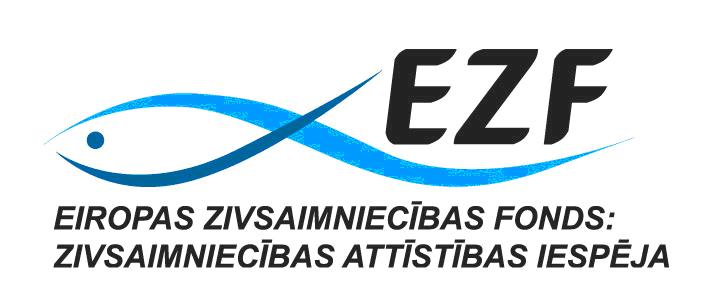 EZF
EIROPAS ZIVSAIMNIECĪBAS FONDS:
ZIVSAIMNIECĪBAS ATTĪSTĪBAS IESPĒJA